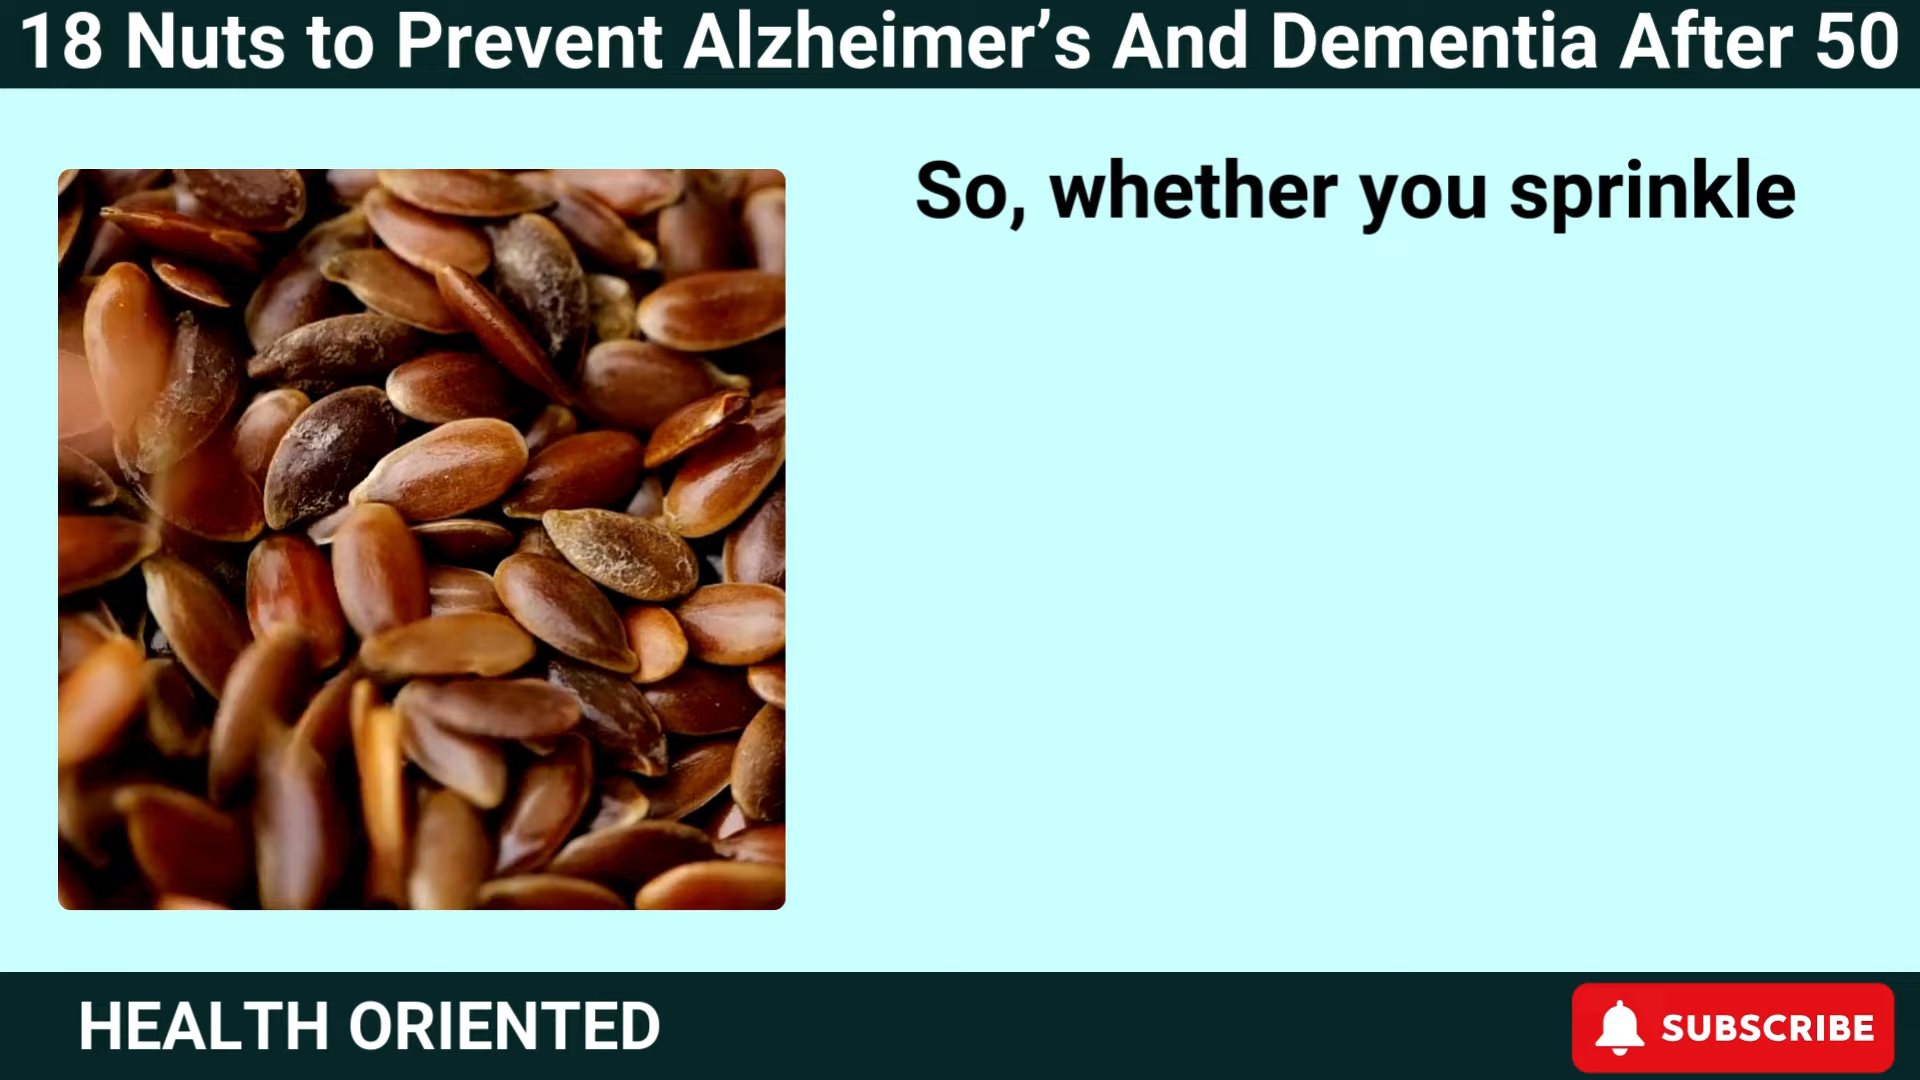 18 Nuts to Prevent Alzheimer’s And Dementia After 50
So, whether you sprinkle
HEALTH ORIENTED
SUBSCRIBE